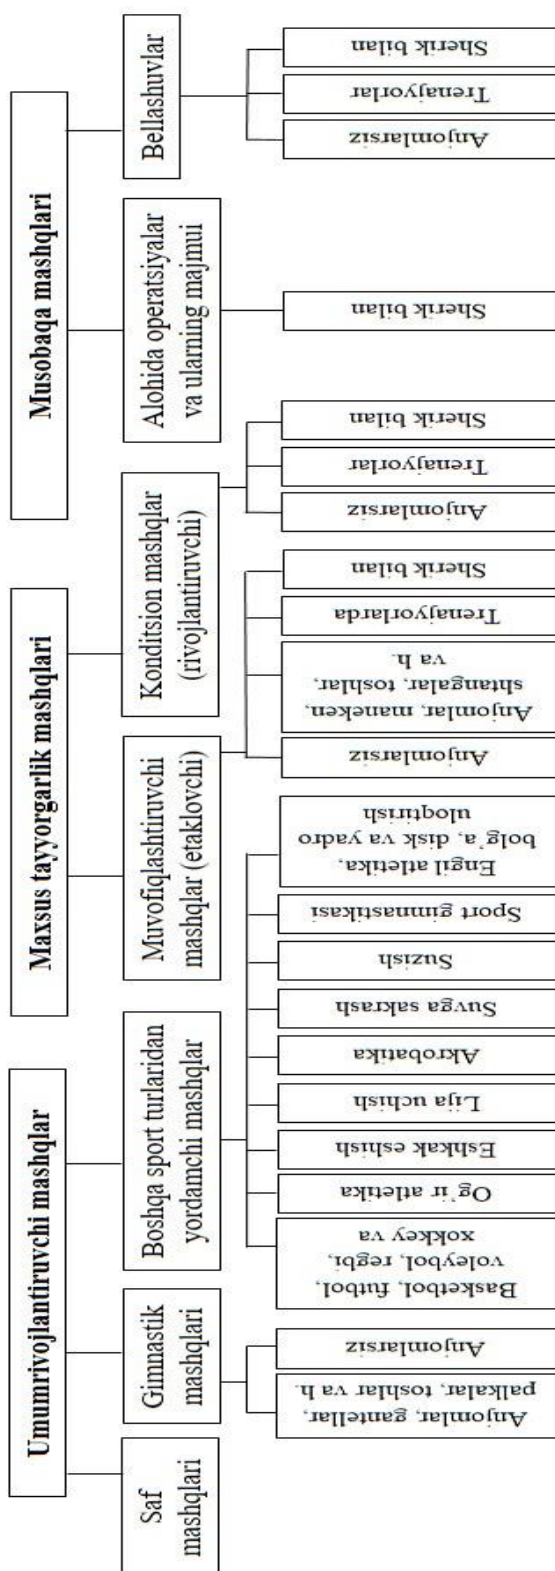 Umumrivojlantiruvchi mashqlar
Maxsus tayyorgarlik mashqlari
Musobaqa mashqlari
Saf
mashqlari
Gimnastik
mashqlari
Boshqa sport turlaridan
yordamchi mashqlar
Muvofiqlashtiruvchi
mashqlar (etaklovchi)
Konditsion mashqlar
(rivojlantiruvchi)
Alohida operatsiyalar
va ularning majmui
Bellashuvlar
Anjomlar, gantellar,
palkalar, toshlar va h.
Anjomlarsiz
Basketbol, futbol,
voleybol, regbi,
xokkey va
Og'ir atletika
Eshkak eshish
Lija uchish
Akrobatika
Suvga sakrash
Suzish
Sport gimnastikasi
Engil atletika,
bolg'a, disk va yadro
uloqtirish
Anjomlarsiz
Anjomlar, maneken,
shtangalar, toshlar,
va h.
Trenajyorlarda
Sherik bilan
Anjomlarsiz
Trenajyorlar
Sherik bilan
Sherik bilan
Anjomlarsiz
Trenajyorlar
Sherik bilan